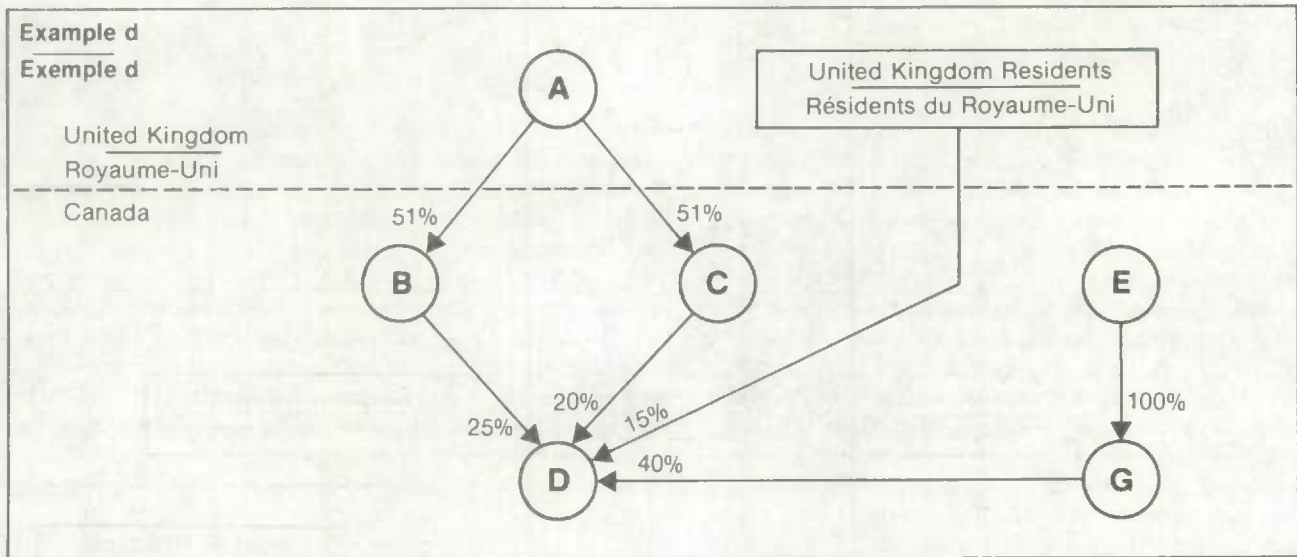 Example d
Exemple d
United Kingdom Residents
Résidents du Royaume-Uni
A
United Kingdom
Royaume-Uni
Canada
51%
51%
B
C
E
25%
20%
15%
100%
40%
D
G